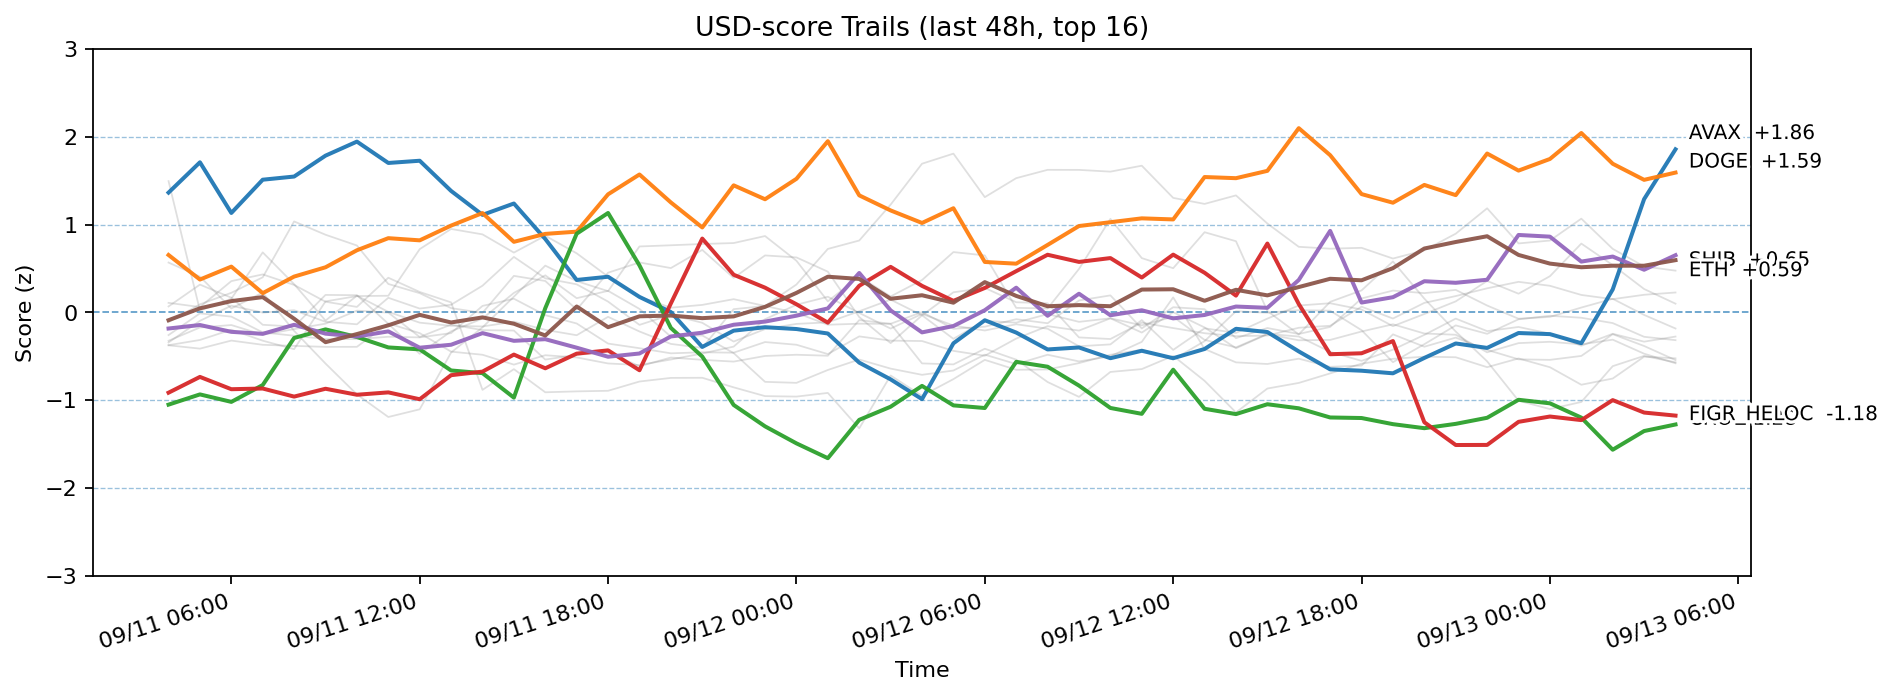 USD-score Trails (last 48h, top 16)
Score (z)
3
2
1
0
−1
−2
−3
AVAX +1.86
DOGE +1.59
SHIB +0.65
ETH +0.59
FIGR_HELOC -1.18
09/11 06:00
09/11 12:00
09/11 18:00
09/12 00:00
09/12 06:00
09/12 12:00
09/12 18:00
09/13 00:00
09/13 06:00
Time